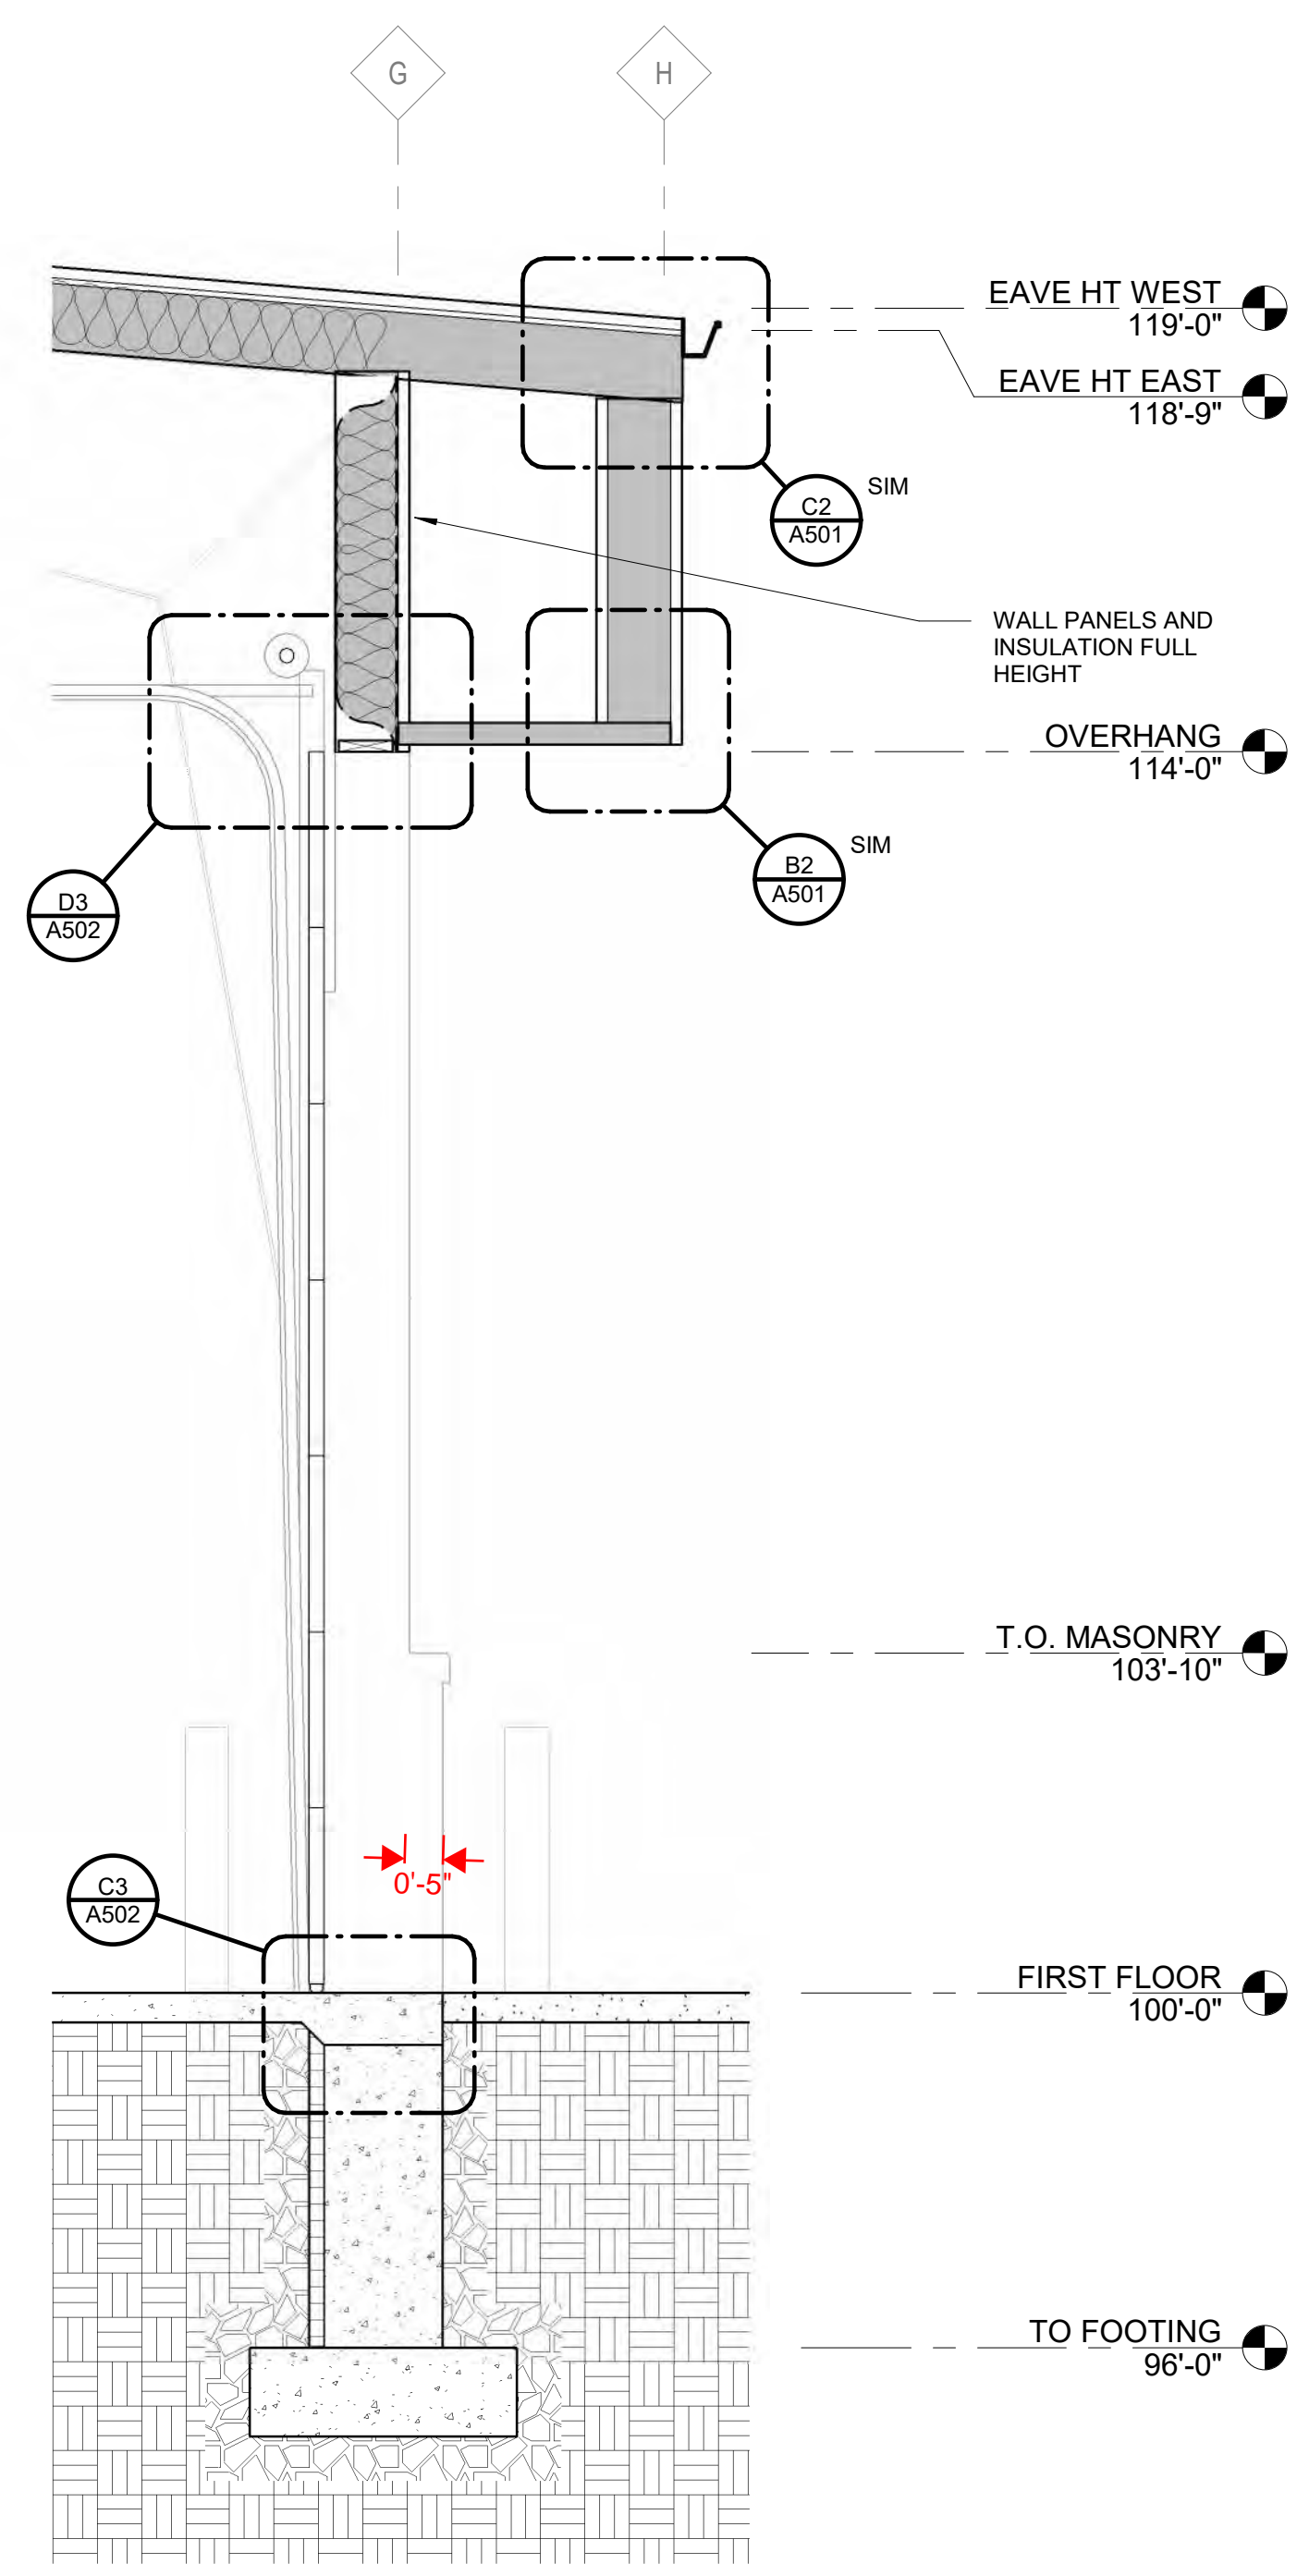 G
H
EAVE HT WEST
119'-0"
EAVE HT EAST
118'-9"
C2
A501
SIM
WALL PANELS AND
INSULATION FULL
HEIGHT
OVERHANG
114'-0"
B2
A501
SIM
D3
A502
T.O. MASONRY
103'-10"
0'-5"
C3
A502
FIRST FLOOR
100'-0"
TO FOOTING
96'-0"